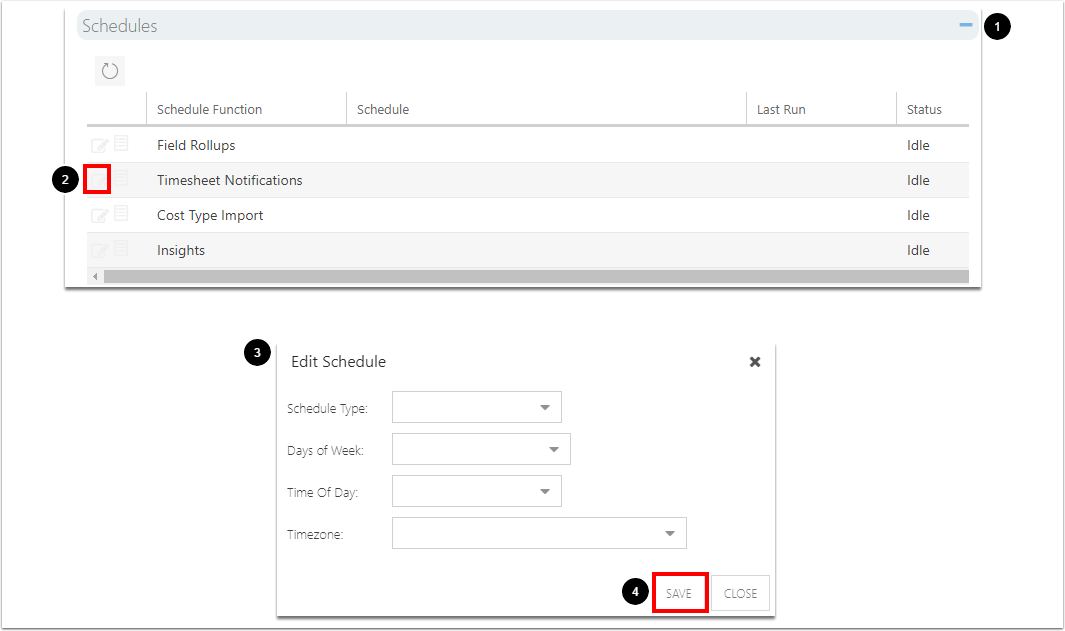 Schedules
1
Schedule Function Schedule Last Run Status
Field Rollups Idle
2
Timesheet Notifications Idle
Cost Type Import Idle
Insights Idle
3
Edit Schedule
Schedule Type:
Days of Week:
Time Of Day:
Timezone:
4
SAVE CLOSE